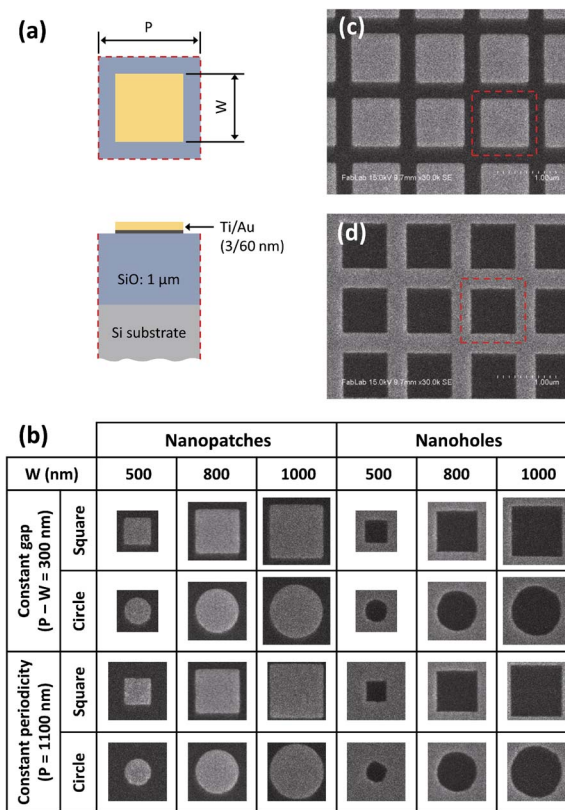 (a)
P
W
Ti/Au
(3/60 nm)
SiO: 1 µm
Si substrate
(c)
FabLab 15.0kV 9.7mm x30.0k SE
1.00um
(d)
FabLab 15.0kV 9.7mm x30.0k SE
1.00um
(b)
Nanopatches Nanoholes
W (nm) 500 800 1000 500 800 1000
Constant gap
(P – W = 300 nm)
Square
Circle
Constant periodicity
(P = 1100 nm)
Square
Circle